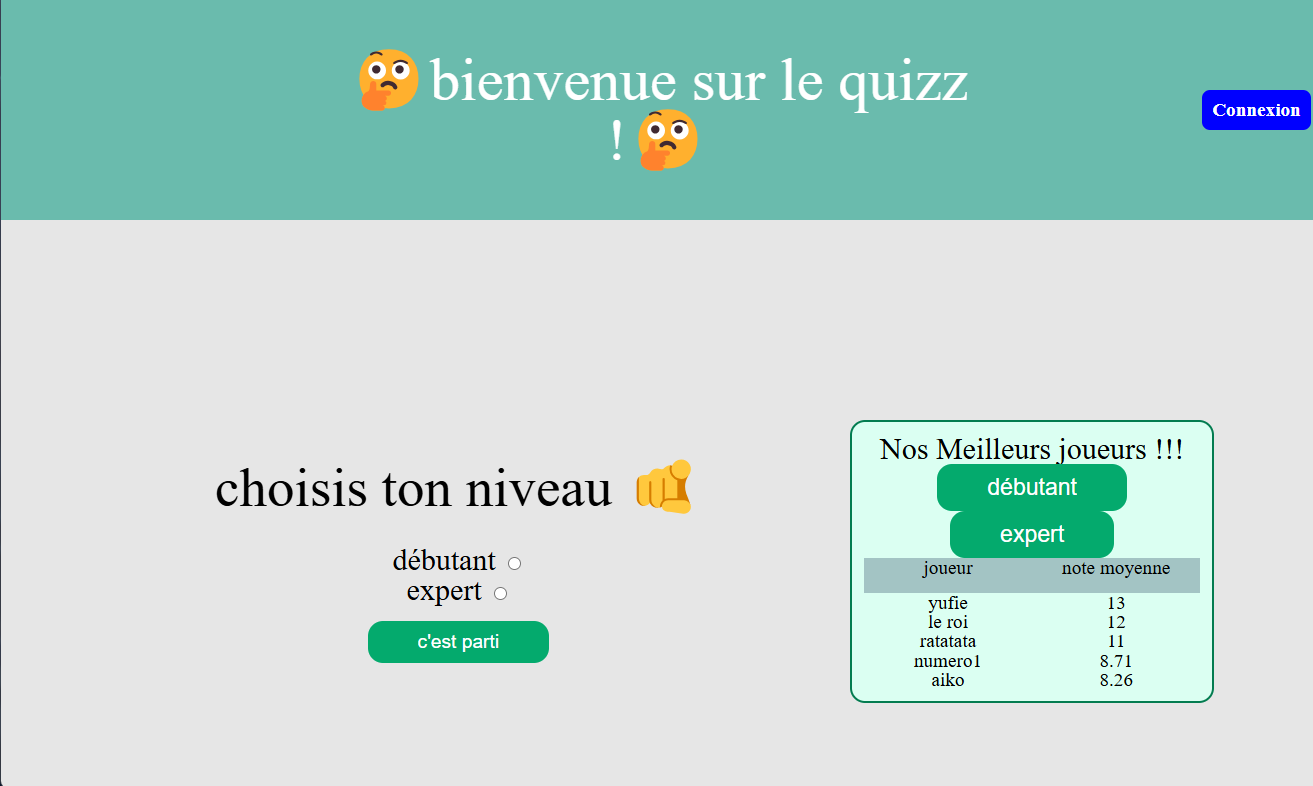 🤔bienvenue sur le quizz
!🤔
Connexion
choisis ton niveau 🫵
débutant
expert
c'est parti
Nos Meilleurs joueurs !!!
débutant
expert
joueur note moyenne
yufie 13
le roi 12
ratatata 11
numero1 8.71
aiko 8.26